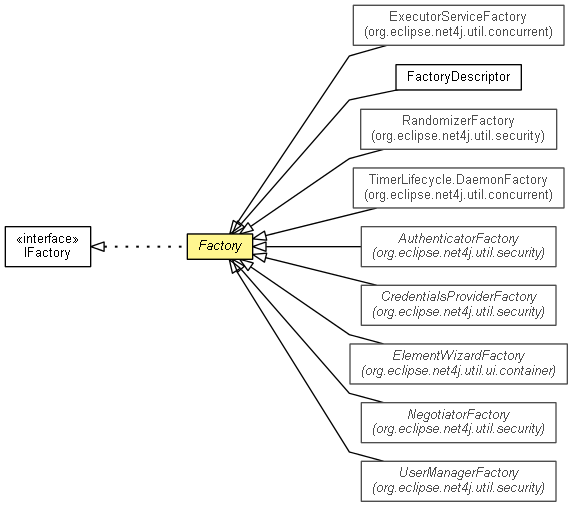 ExecutorServiceFactory
(org.eclipse.net4j.util.concurrent)
FactoryDescriptor
RandomizerFactory
(org.eclipse.net4j.util.security)
TimerLifecycle.DaemonFactory
(org.eclipse.net4j.util.concurrent)
«interface»
IFactory
Factory
AuthenticatorFactory
(org.eclipse.net4j.util.security)
CredentialsProviderFactory
(org.eclipse.net4j.util.security)
ElementWizardFactory
(org.eclipse.net4j.util.ui.container)
NegotiatorFactory
(org.eclipse.net4j.util.security)
UserManagerFactory
(org.eclipse.net4j.util.security)